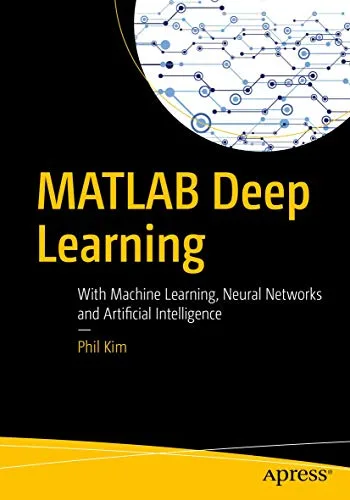 MATLAB Deep
Learning
With Machine Learning, Neural Networks
and Artificial Intelligence
—
Phil Kim
Apress®